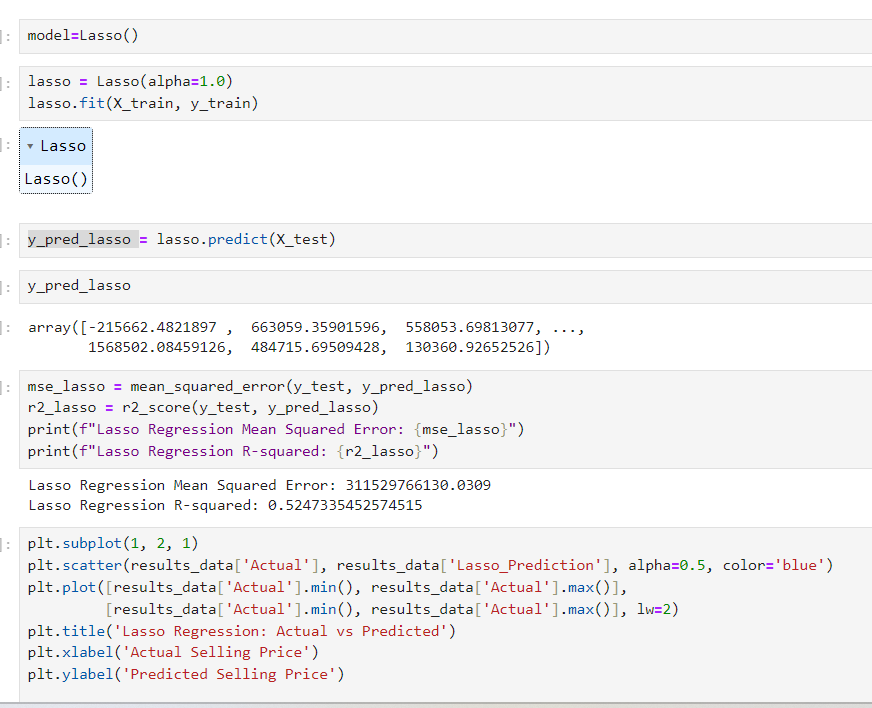 ]: model=Lasso()
]: lasso = Lasso(alpha=1.0)
lasso.fit(X_train, y_train)
]: ▾ Lasso
Lasso()
]: y_pred_lasso = lasso.predict(X_test)
]: y_pred_lasso
]: array([-215662.4821897 ,  663059.35901596,  558053.69813077, ...,
1568502.08459126,  484715.69509428,  130360.92652526])
]: mse_lasso = mean_squared_error(y_test, y_pred_lasso)
r2_lasso = r2_score(y_test, y_pred_lasso)
print(f"Lasso Regression Mean Squared Error: {mse_lasso}")
print(f"Lasso Regression R-squared: {r2_lasso}")
Lasso Regression Mean Squared Error: 311529766130.0309
Lasso Regression R-squared: 0.5247335452574515
]: plt.subplot(1, 2, 1)
plt.scatter(results_data['Actual'], results_data['Lasso_Prediction'], alpha=0.5, color='blue')
plt.plot([results_data['Actual'].min(), results_data['Actual'].max()],
[results_data['Actual'].min(), results_data['Actual'].max()], lw=2)
plt.title('Lasso Regression: Actual vs Predicted')
plt.xlabel('Actual Selling Price')
plt.ylabel('Predicted Selling Price')